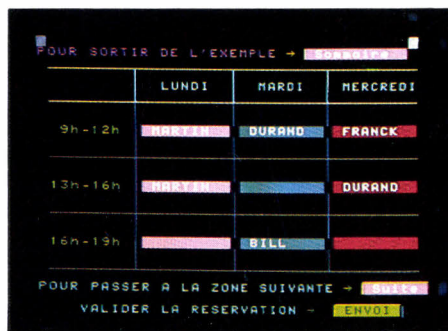 POUR SORTIR DE L'EXEMPLE → Sommaire
LUNDI MARDI MERCREDI
9h-12h MARTIN DURAND FRANCK
13h-16h MARTIN DURAND
16h-19h BILL
POUR PASSER A LA ZONE SUIVANTE → Suite
VALIDER LA RESERVATION → ENVOI